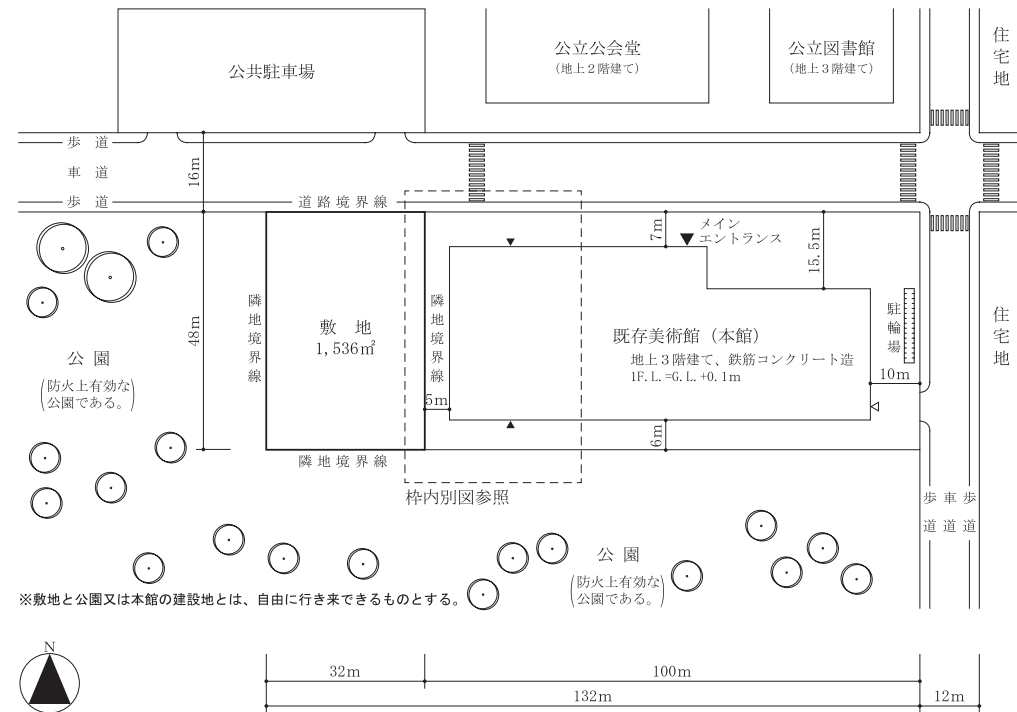 公共駐車場
公立公会堂
（地上２階建て）
公立図書館
（地上３階建て）
住宅地
歩道
車道
歩道
16m
道路境界線
7m
メイン
エントランス
15.5m
隣地境界線
48m
敷 地
1,536㎡
隣地境界線
既存美術館（本館）
地上３階建て、鉄筋コンクリート造
1F.L.=G.L.+0.1m
駐輪場
住宅地
公園
（防火上有効な
公園である。）
5m
10m
6m
隣地境界線
枠内別図参照
歩道
車道
歩道
公園
（防火上有効な
公園である。）
※敷地と公園又は本館の建設地とは、自由に行き来できるものとする。
N
32m
100m
132m
12m